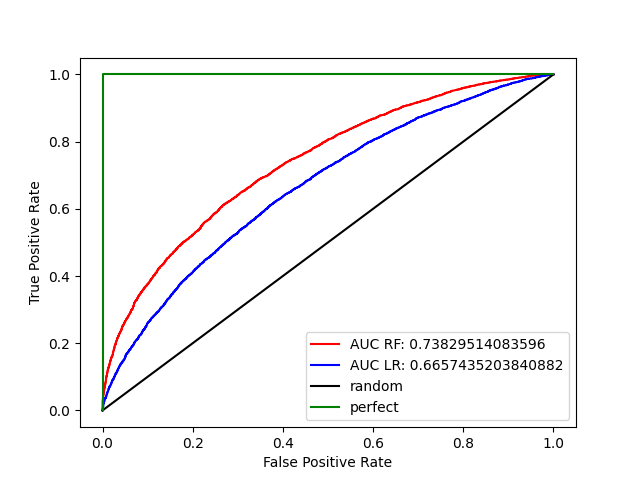 1.0
0.8
0.6
0.4
0.2
0.0
True Positive Rate
AUC RF: 0.73829514083596
AUC LR: 0.6657435203840882
random
perfect
0.0 0.2 0.4 0.6 0.8 1.0
False Positive Rate